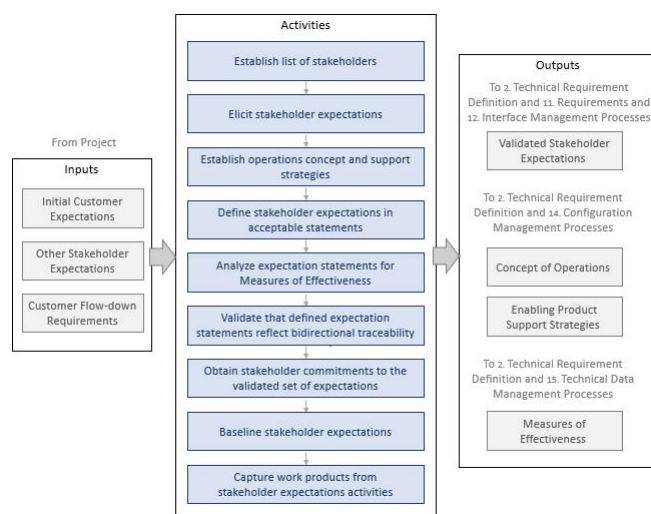 From Project
Inputs
Initial Customer
Expectations
Other Stakeholder
Expectations
Customer Flow-down
Requirements
Activities
Establish list of stakeholders
Elicit stakeholder expectations
Establish operations concept and support
strategies
Define stakeholder expectations in
acceptable statements
Analyze expectation statements for
Measures of Effectiveness
Validate that defined expectation
statements reflect bidirectional traceability
Obtain stakeholder commitments to the
validated set of expectations
Baseline stakeholder expectations
Capture work products from
stakeholder expectations activities
Outputs
To 2. Technical Requirement
Definition and 11. Requirements and
12. Interface Management Processes
Validated Stakeholder
Expectations
To 2. Technical Requirement
Definition and 14. Configuration
Management Processes
Concept of Operations
Enabling Product
Support Strategies
To 2. Technical Requirement
Definition and 15. Technical Data
Management Processes
Measures of
Effectiveness